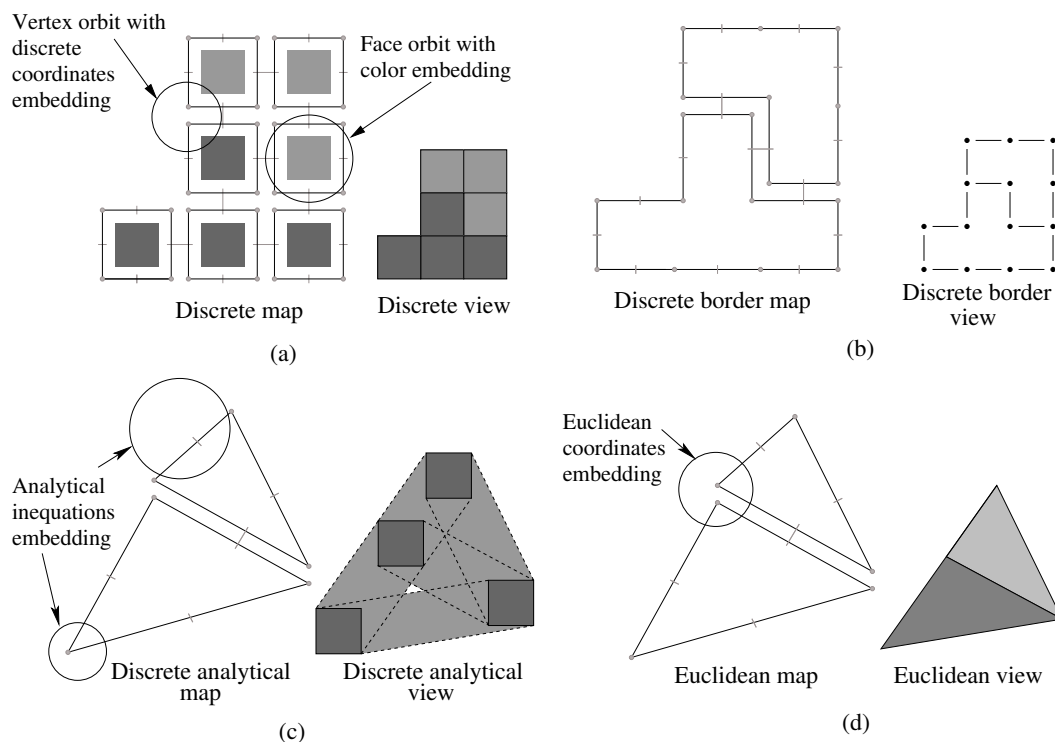 Vertex orbit with
discrete
coordinates
embedding
Face orbit with
color embedding
Discrete map
Discrete view
(a)
Discrete border map
Discrete border
view
(b)
Analytical
inequations
embedding
Discrete analytical
map
Discrete analytical
view
(c)
Euclidean
coordinates
embedding
Euclidean map
Euclidean view
(d)